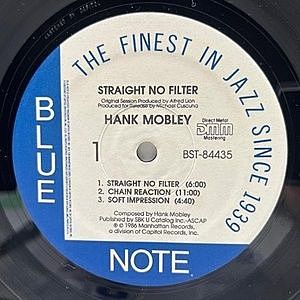 THE FINEST IN JAZZ SINCE 1939
STRAIGHT NO FILTER
Original Session Produced by Alfred Lion
Produced for Release by Michael Cuscuna
HANK MOBLEY
Direct Metal
DMM
Mastering
1
BST-84435
1. STRAIGHT NO FILTER (6:00)
2. CHAIN REACTION (11:00)
3. SOFT IMPRESSION (4:40)
Composed by Hank Mobley
Published by SBK U Catalog Inc.-ASCAP
℗ © 1986 Manhattan Records,
a division of Capitol Records, Inc.
BLUE
NOTE